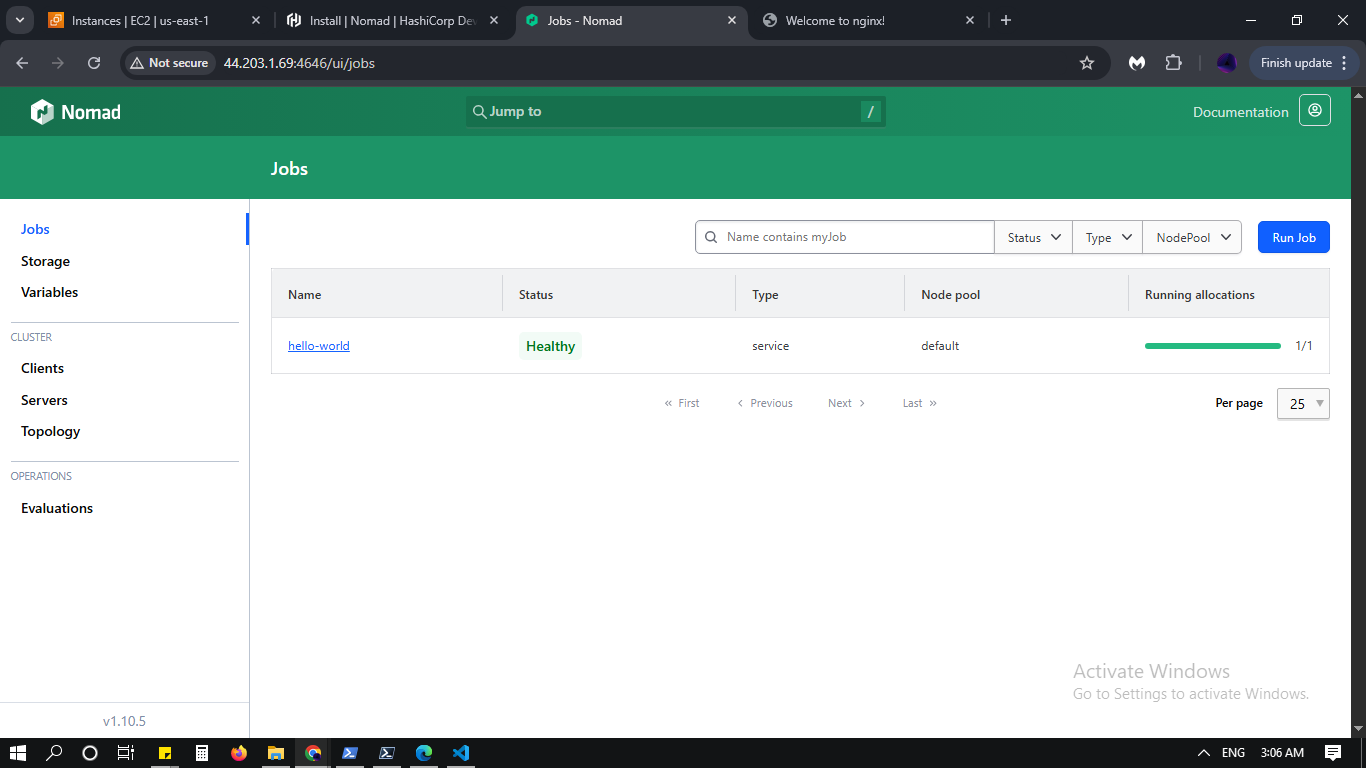 Instances | EC2 | us-east-1
Install | Nomad | HashiCorp Dev
Jobs - Nomad
Welcome to nginx!
Not secure
44.203.1.69:4646/ui/jobs
Finish update
Nomad
Jump to
/
Documentation
Jobs
Jobs
Storage
Variables
CLUSTER
Clients
Servers
Topology
OPERATIONS
Evaluations
v1.10.5
Name contains myJob
Status
Type
NodePool
Run Job
Name Status Type Node pool Running allocations
hello-world Healthy service default 1/1
« First ‹ Previous Next › Last »
Per page 25
Activate Windows
Go to Settings to activate Windows.
ENG
3:06 AM